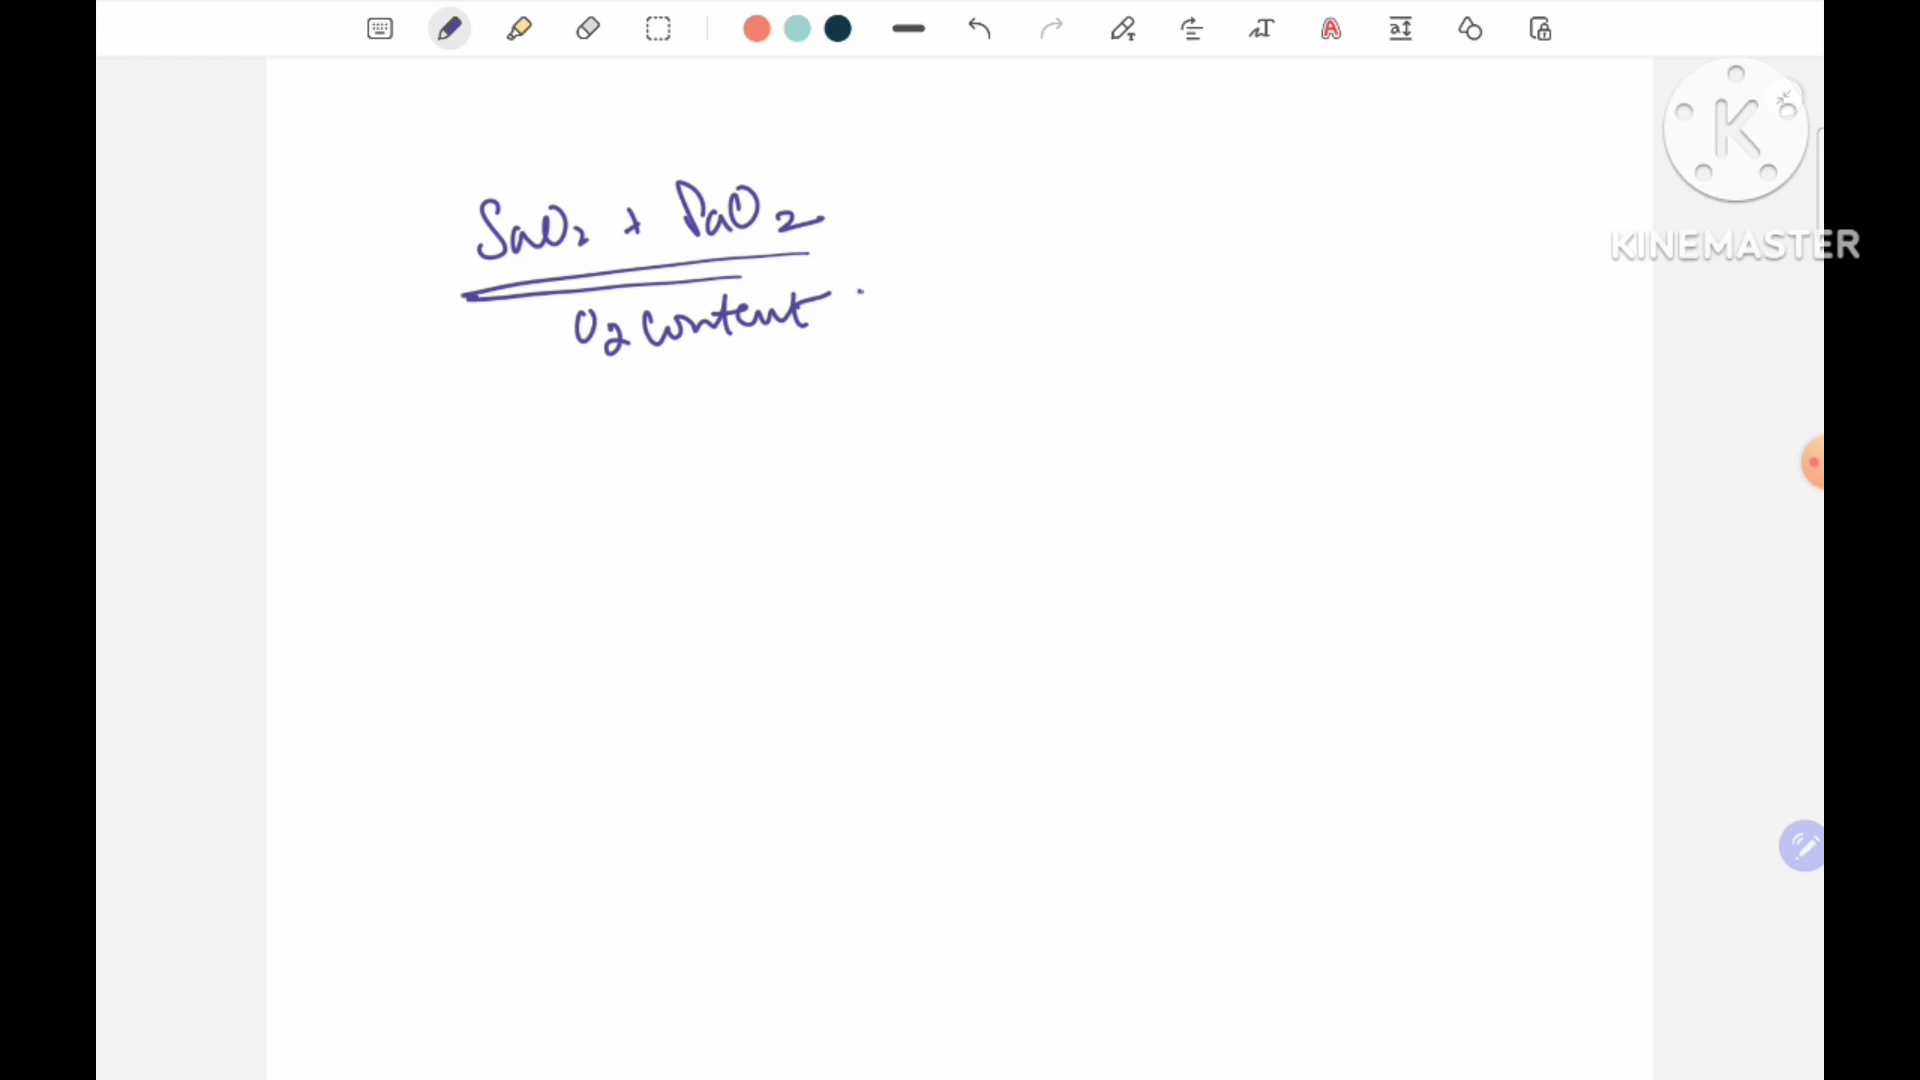 SaO₂ + PaO₂
O₂ content
K
KINEMASTER